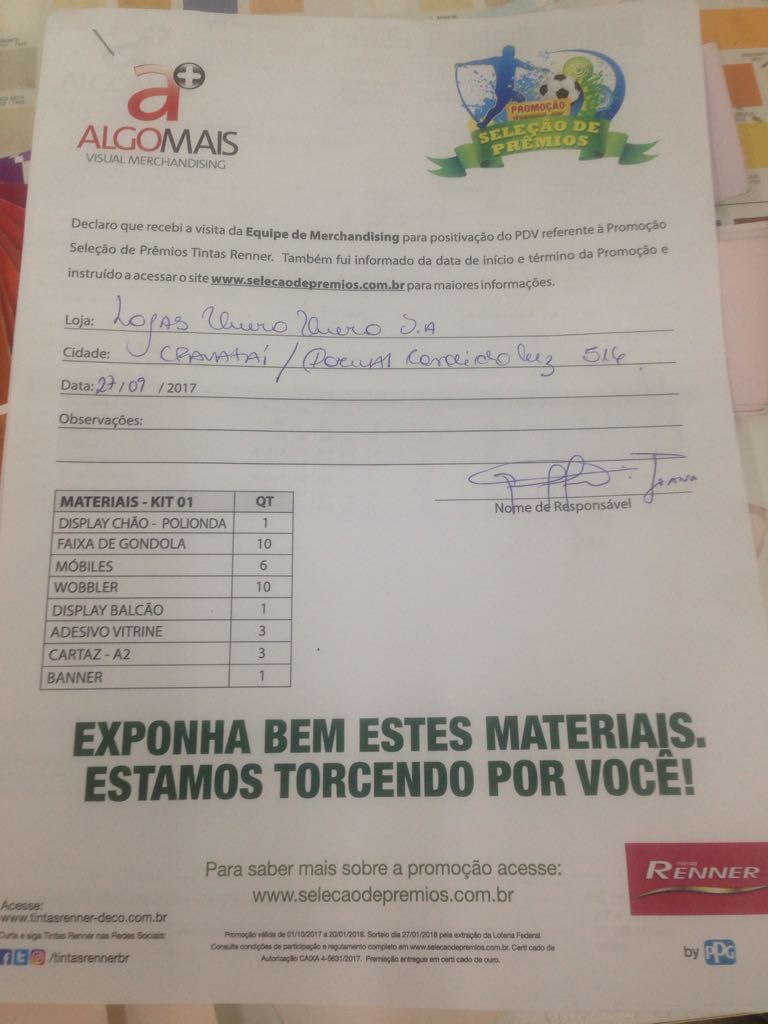 a+
ALGOMAIS
VISUAL MERCHANDISING
PROMOÇÃO
SELEÇÃO DE
PRÊMIOS
Declaro que recebi a visita da Equipe de Merchandising para positivação do PDV referente à Promoção
Seleção de Prêmios Tintas Renner. Também fui informado da data de início e término da Promoção e
instruído a acessar o site www.selecaodepremios.com.br para maiores informações.
Loja: Lojas S.A
Cidade: 516
Data: 27/09 / 2017
Observações:
Nome de Responsável
MATERIAIS - KIT 01 QT
DISPLAY CHÃO - POLIONDA 1
FAIXA DE GONDOLA 10
MÓBILES 6
WOBBLER 10
DISPLAY BALCÃO 1
ADESIVO VITRINE 3
CARTAZ - A2 3
BANNER 1
EXPONHA BEM ESTES MATERIAIS.
ESTAMOS TORCENDO POR VOCÊ!
Para saber mais sobre a promoção acesse:
www.selecaodepremios.com.br
RENNER
by PPG
Acesse:
www.tintasrenner-deco.com.br
Curta e siga Tintas Renner nas Redes Sociais:
/tintasrennerbr
Promoção válida de 01/10/2017 a 20/01/2018. Sorteio dia 27/01/2018 pela extração da Loteria Federal.
Consulte condições de participação e regulamento completo em www.selecaodepremios.com.br. Certi cado de
Autorização CAIXA 4-5631/2017. Premiação entregue em certi cado de ouro.